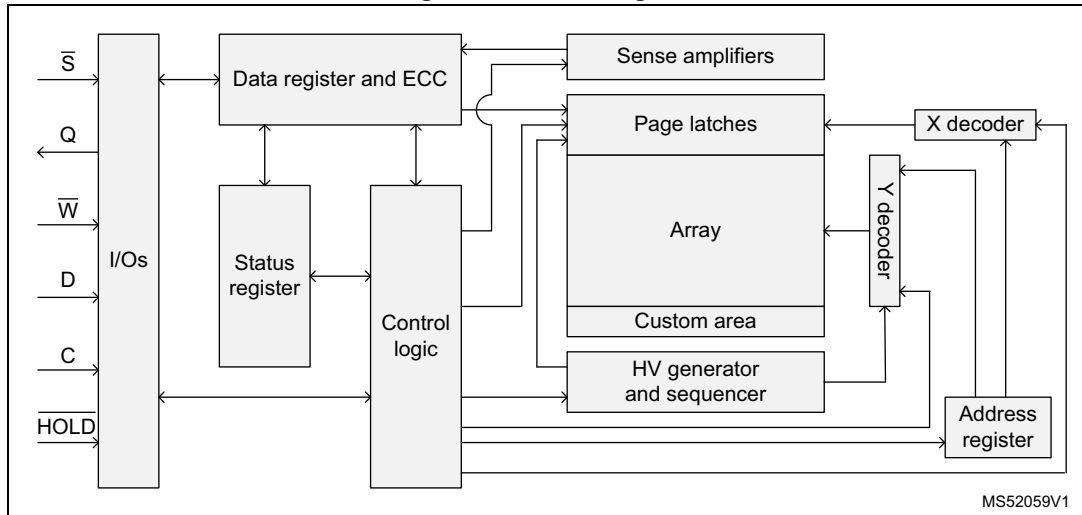 S̅
Q
W̅
D
C
H̅O̅L̅D̅
I/Os
Data register and ECC
Status
register
Control
logic
Sense amplifiers
Page latches
Array
Custom area
HV generator
and sequencer
X decoder
Y decoder
Address
register
MS52059V1